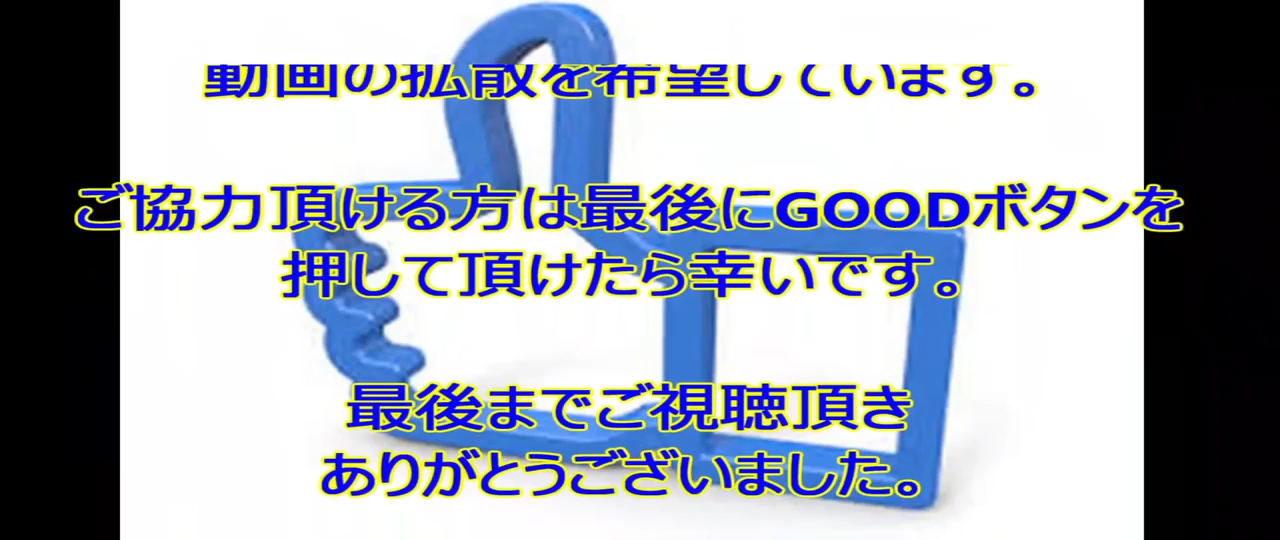 動画の拡散を希望しています。
ご協力頂ける方は最後にGOODボタンを
押して頂けたら幸いです。
最後までご視聴頂き
ありがとうございました。